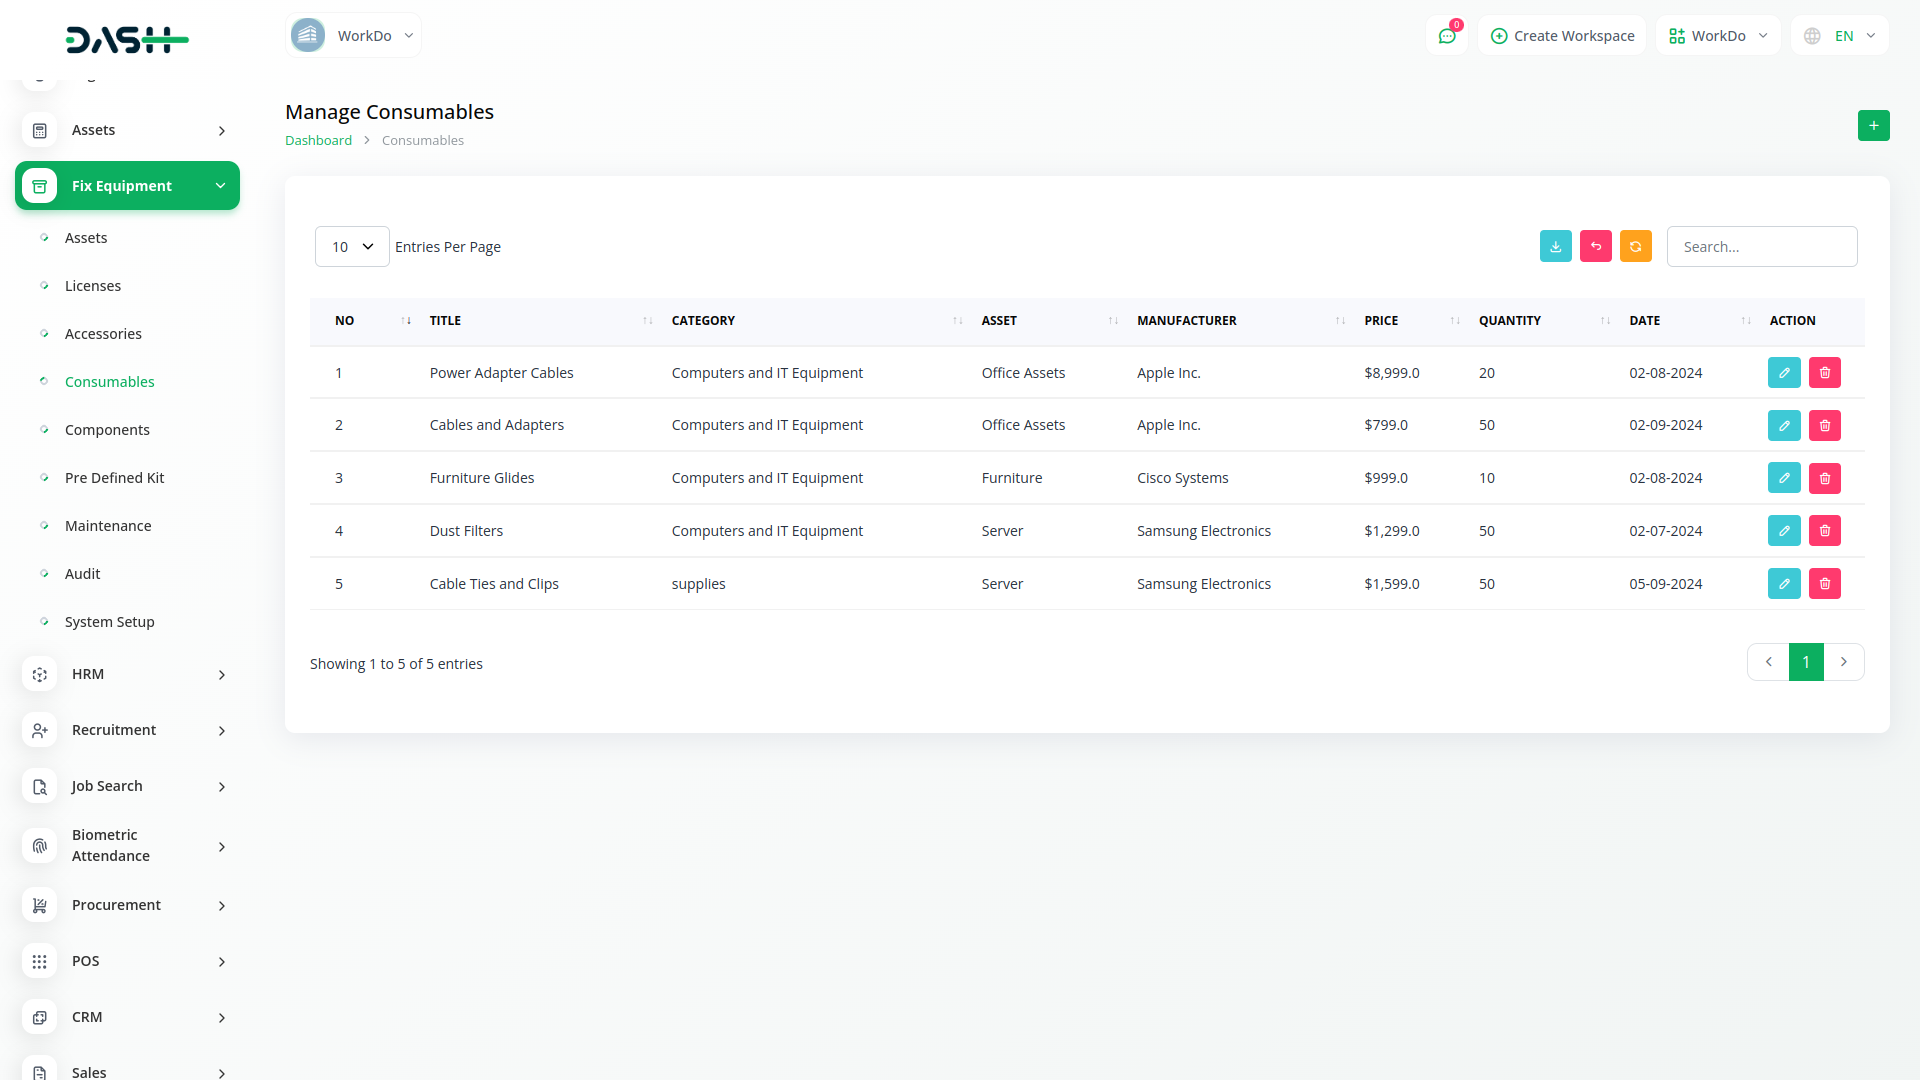 DASH
WorkDo
0
Create Workspace
WorkDo
EN
Assets
Fix Equipment
Assets
Licenses
Accessories
Consumables
Components
Pre Defined Kit
Maintenance
Audit
System Setup
HRM
Recruitment
Job Search
Biometric
Attendance
Procurement
POS
CRM
Sales
Manage Consumables
Dashboard > Consumables
+
10 Entries Per Page
Search...
NO TITLE CATEGORY ASSET MANUFACTURER PRICE QUANTITY DATE ACTION
1 Power Adapter Cables Computers and IT Equipment Office Assets Apple Inc. $8,999.0 20 02-08-2024
2 Cables and Adapters Computers and IT Equipment Office Assets Apple Inc. $799.0 50 02-09-2024
3 Furniture Glides Computers and IT Equipment Furniture Cisco Systems $999.0 10 02-08-2024
4 Dust Filters Computers and IT Equipment Server Samsung Electronics $1,299.0 50 02-07-2024
5 Cable Ties and Clips supplies Server Samsung Electronics $1,599.0 50 05-09-2024
Showing 1 to 5 of 5 entries
1